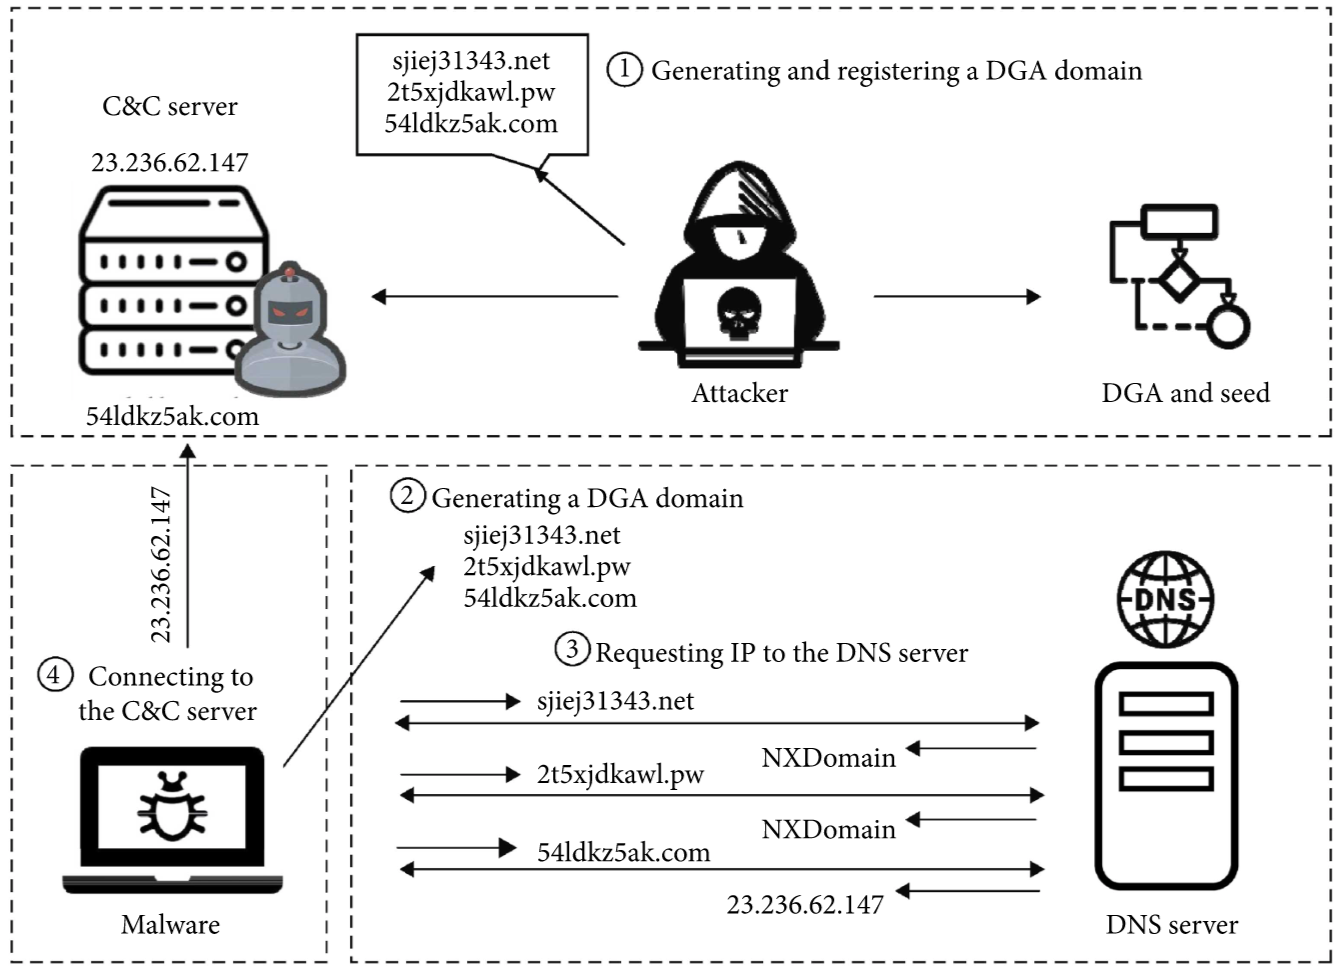 sjiej31343.net
2t5xjdkawl.pw
54ldkz5ak.com
1 Generating and registering a DGA domain
C&C server
23.236.62.147
54ldkz5ak.com
Attacker
DGA and seed
2 Generating a DGA domain
sjiej31343.net
2t5xjdkawl.pw
54ldkz5ak.com
23.236.62.147
4 Connecting to
the C&C server
Malware
3 Requesting IP to the DNS server
sjiej31343.net
NXDomain
2t5xjdkawl.pw
NXDomain
54ldkz5ak.com
23.236.62.147
DNS
DNS server